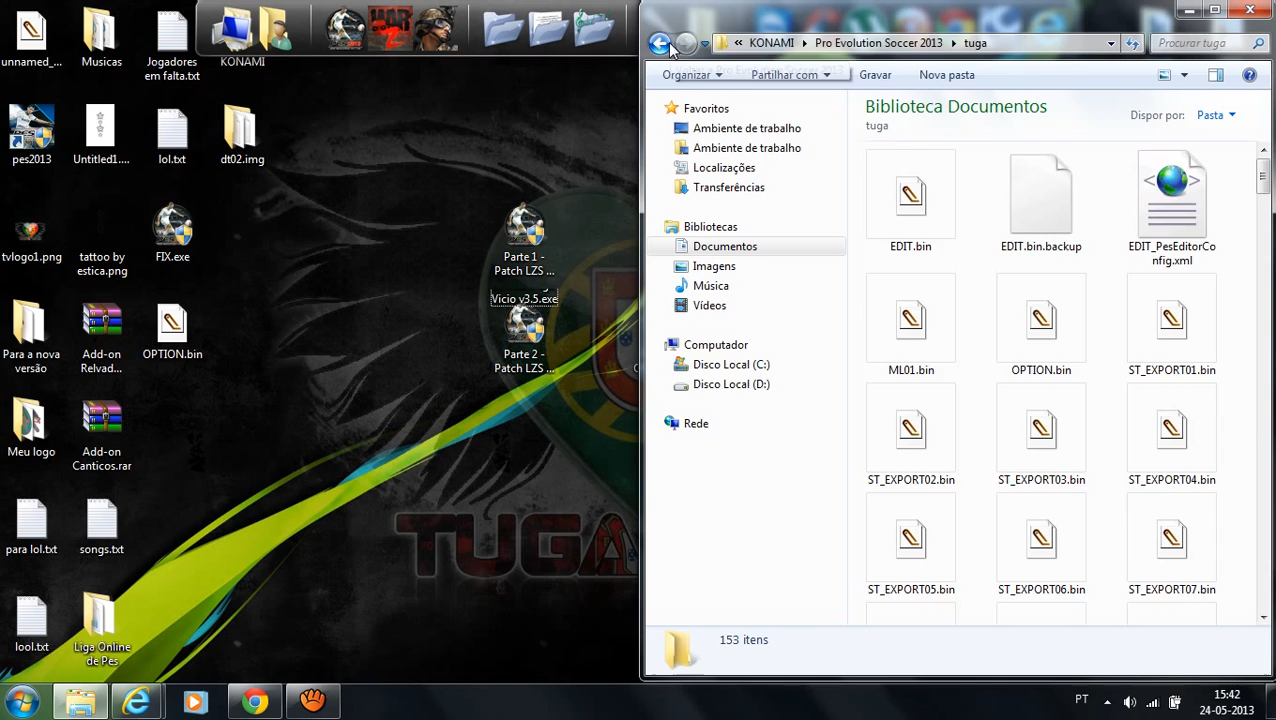 unnamed_...
Musicas
Jogadores
em falta.txt
KONAMI
pes2013
Untitled1....
lol.txt
dt02.img
tvlogo1.png
tattoo by
estica.png
FIX.exe
Para a nova
versão
Add-on
Relvad...
OPTION.bin
Meu logo
Add-on
Canticos.rar
para lol.txt
songs.txt
lool.txt
Liga Online
de Pes
WAR
Z
Parte 1 -
Patch LZS ...
Vicio v3.5.exe
Parte 2 -
Patch LZS ...
TUGA
« KONAMI
Pro Evolution Soccer 2013
tuga
Procurar tuga
Organizar
Partilhar com
Gravar
Nova pasta
Favoritos
Ambiente de trabalho
Ambiente de trabalho
Localizações
Transferências
Bibliotecas
Documentos
Imagens
Música
Vídeos
Computador
Disco Local (C:)
Disco Local (D:)
Rede
Biblioteca Documentos
tuga
Dispor por: Pasta
EDIT.bin
EDIT.bin.backup
EDIT_PesEditorCo
nfig.xml
ML01.bin
OPTION.bin
ST_EXPORT01.bin
ST_EXPORT02.bin
ST_EXPORT03.bin
ST_EXPORT04.bin
ST_EXPORT05.bin
ST_EXPORT06.bin
ST_EXPORT07.bin
153 itens
PT
15:42
24-05-2013